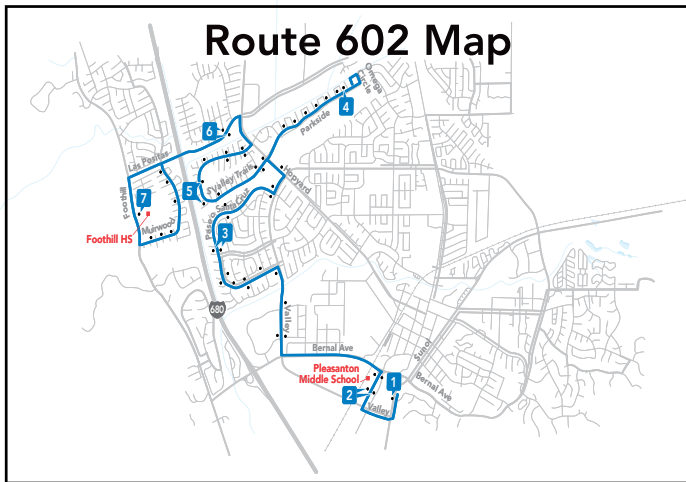 Route 602 Map
Omega
Circle
4
Parkside
6
Las Positas
Hopyard
S Valley Trails
5
Foothill
7
Paseo Santa Cruz
Muirwood
Foothill HS
3
680
Valley
Bernal Ave
Sunol
Pleasanton
Middle School
1
Bernal Ave
2
Valley